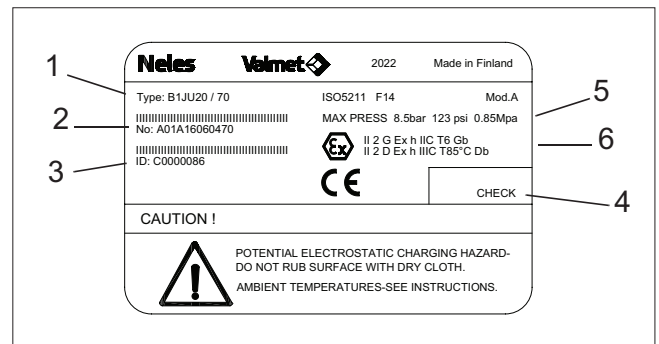 Neles Valmet 2022 Made in Finland
1
Type: B1JU20 / 70 ISO5211 F14 Mod.A
5
MAX PRESS 8.5bar 123 psi 0.85Mpa
2
No: A01A16060470
II 2 G Ex h IIC T6 Gb
6
Ex
II 2 D Ex h IIIC T85°C Db
3
ID: C0000086
CE
CHECK
4
CAUTION !
POTENTIAL ELECTROSTATIC CHARGING HAZARD-
DO NOT RUB SURFACE WITH DRY CLOTH.
AMBIENT TEMPERATURES-SEE INSTRUCTIONS.